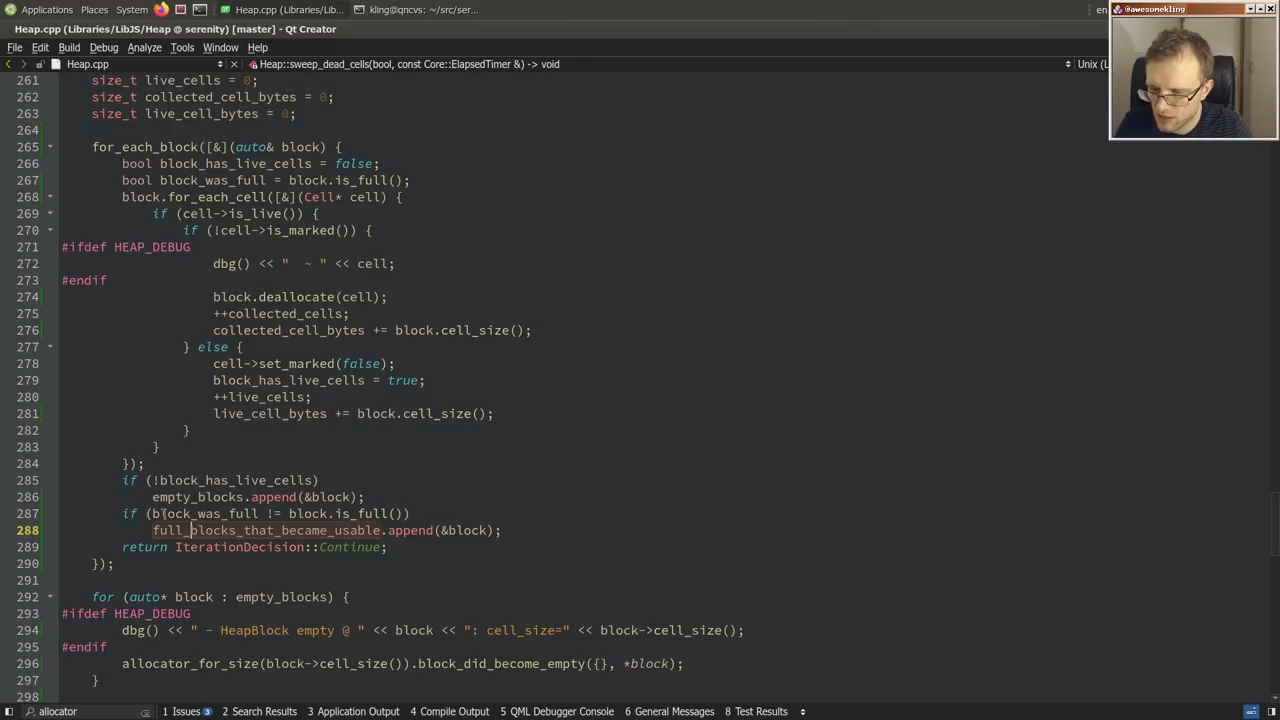 Applications Places System Heap.cpp (Libraries/Lib... kling@qncvs: ~/src/ser... en
Heap.cpp (Libraries/LibJS/Heap @ serenity) [master] - Qt Creator
@awesomekling
File Edit Build Debug Analyze Tools Window Help
Heap.cpp Heap::sweep_dead_cells(bool, const Core::ElapsedTimer &) -> void Unix (L
261 size_t live_cells = 0;
262 size_t collected_cell_bytes = 0;
263 size_t live_cell_bytes = 0;
264
265 for_each_block([&](auto& block) {
266 bool block_has_live_cells = false;
267 bool block_was_full = block.is_full();
268 block.for_each_cell([&](Cell* cell) {
269 if (cell->is_live()) {
270 if (!cell->is_marked()) {
271 #ifdef HEAP_DEBUG
272 dbg() << "  ~ " << cell;
273 #endif
274 block.deallocate(cell);
275 ++collected_cells;
276 collected_cell_bytes += block.cell_size();
277 } else {
278 cell->set_marked(false);
279 block_has_live_cells = true;
280 ++live_cells;
281 live_cell_bytes += block.cell_size();
282 }
283 }
284 });
285 if (!block_has_live_cells)
286 empty_blocks.append(&block);
287 if (block_was_full != block.is_full())
288 full_blocks_that_became_usable.append(&block);
289 return IterationDecision::Continue;
290 });
291
292 for (auto* block : empty_blocks) {
293 #ifdef HEAP_DEBUG
294 dbg() << " - HeapBlock empty @ " << block << ": cell_size=" << block->cell_size();
295 #endif
296 allocator_for_size(block->cell_size()).block_did_become_empty({}, *block);
297 }
298
allocator 1 Issues 3 2 Search Results 3 Application Output 4 Compile Output 5 QML Debugger Console 6 General Messages 8 Test Results